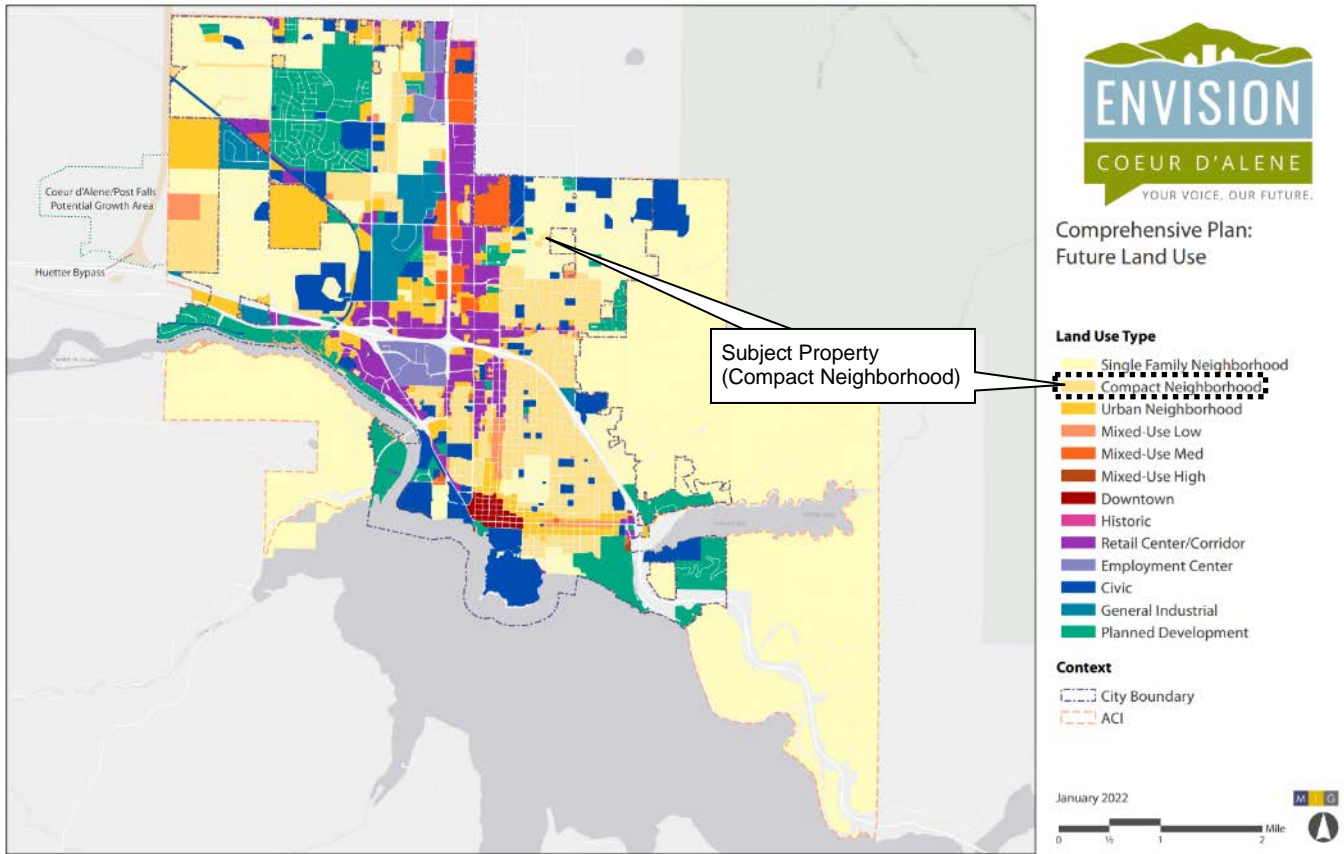 Coeur d'Alene/Post Falls
Potential Growth Area
Huetter Bypass
Subject Property
(Compact Neighborhood)
ENVISION
COEUR D'ALENE
YOUR VOICE, OUR FUTURE.
Comprehensive Plan:
Future Land Use
Land Use Type
Single Family Neighborhood
Compact Neighborhood
Urban Neighborhood
Mixed-Use Low
Mixed-Use Med
Mixed-Use High
Downtown
Historic
Retail Center/Corridor
Employment Center
Civic
General Industrial
Planned Development
Context
City Boundary
ACI
January 2022
M I G
0 ½ 1 2 Mile